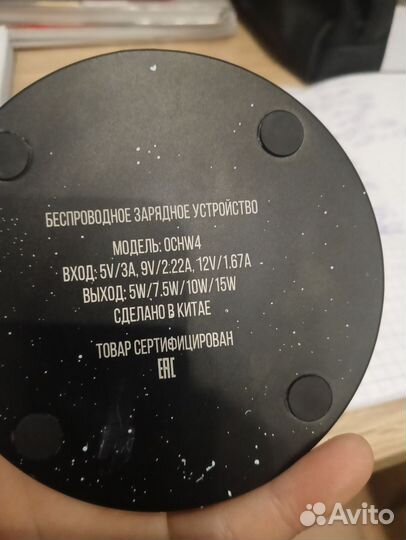 БЕСПРОВОДНОЕ ЗАРЯДНОЕ УСТРОЙСТВО
МОДЕЛЬ: OCHW4
ВХОД: 5V/3A, 9V/2.22A, 12V/1.67A
ВЫХОД: 5W/7.5W/10W/15W
СДЕЛАНО В КИТАЕ
ТОВАР СЕРТИФИЦИРОВАН
EAC
Avito